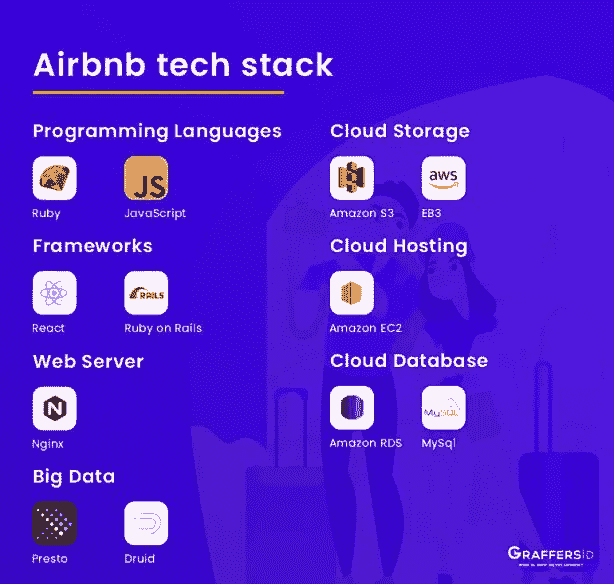 Airbnb tech stack
Programming Languages
Ruby
JS
JavaScript
Frameworks
React
RAILS
Ruby on Rails
Web Server
N
Nginx
Big Data
Presto
Druid
Cloud Storage
Amazon S3
aws
EB3
Cloud Hosting
Amazon EC2
Cloud Database
Amazon RDS
MySQL
MySql
GRAFFERSID